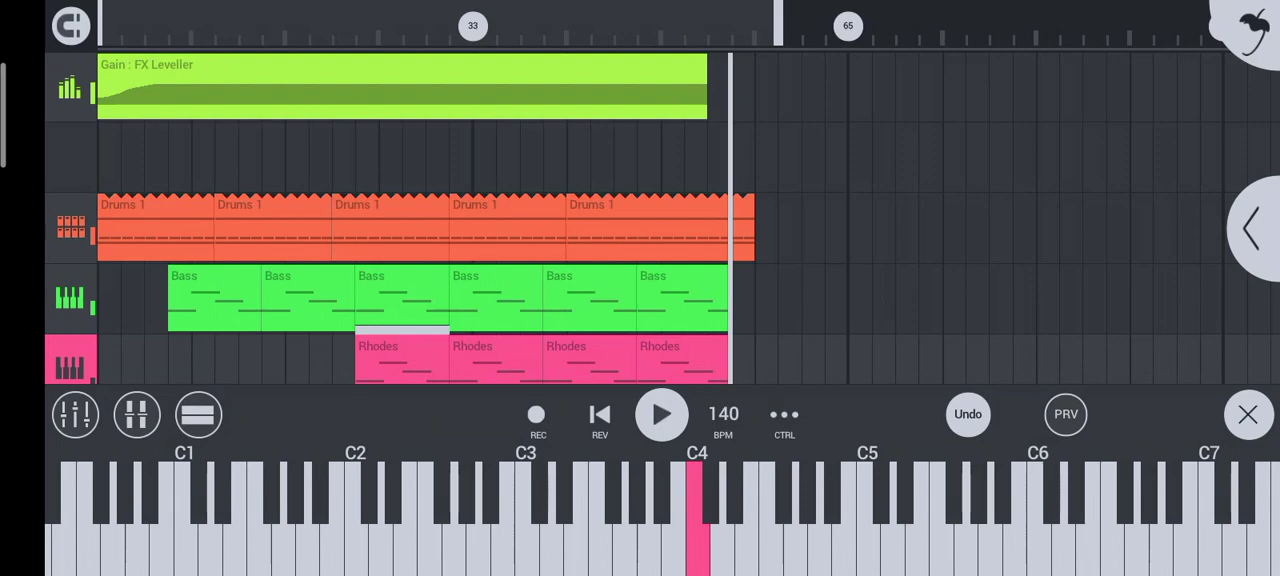 33 65
Gain : FX Leveller
Drums 1 Drums 1 Drums 1 Drums 1 Drums 1
Bass Bass Bass Bass Bass Bass
Rhodes Rhodes Rhodes Rhodes
140 Undo PRV
REC REV BPM CTRL
C1 C2 C3 C4 C5 C6 C7